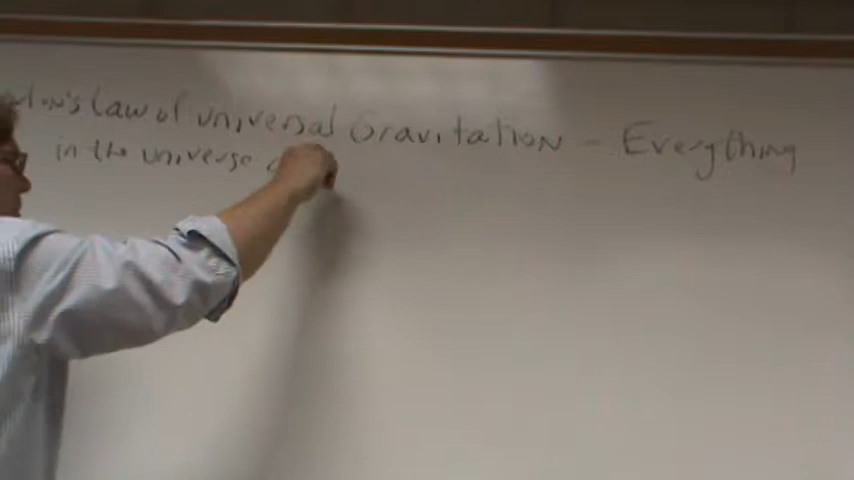 Law of universal Gravitation - Everything
in the universe